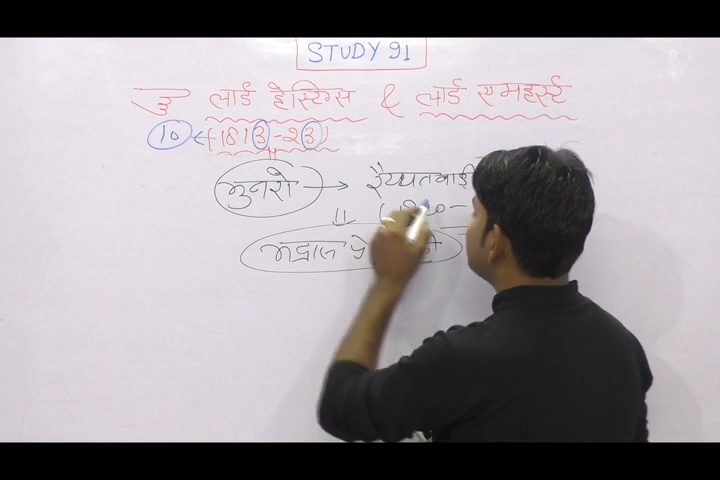 STUDY 91
लार्ड हेस्टिंग्स & लार्ड एमहर्स्ट
10 ← (1813-23)
मुनरो → रैय्यतवाड़ी
मद्रास